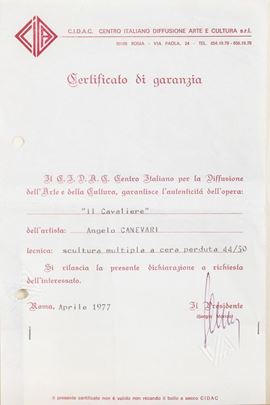 C.I.D.A.C. CENTRO ITALIANO DIFFUSIONE ARTE E CULTURA s.r.l.
00186 ROMA - VIA PAOLA, 24 - TEL. 654.19.79 - 656.19.79
Certificato di garanzia
Il C.I.D.A.C. Centro Italiano per la Diffusione
dell'Arte e della Cultura, garantisce l'autenticità dell'opera:
"il Cavaliere"
dell'artista: Angelo CANEVARI
tecnica: scultura multipla a cera perduta 44/50
Si rilascia la presente dichiarazione a richiesta
dell'interessato.
Roma, Aprile 1977 Il Presidente
il presente certificato non è valido non recando il bollo a secco CIDAC